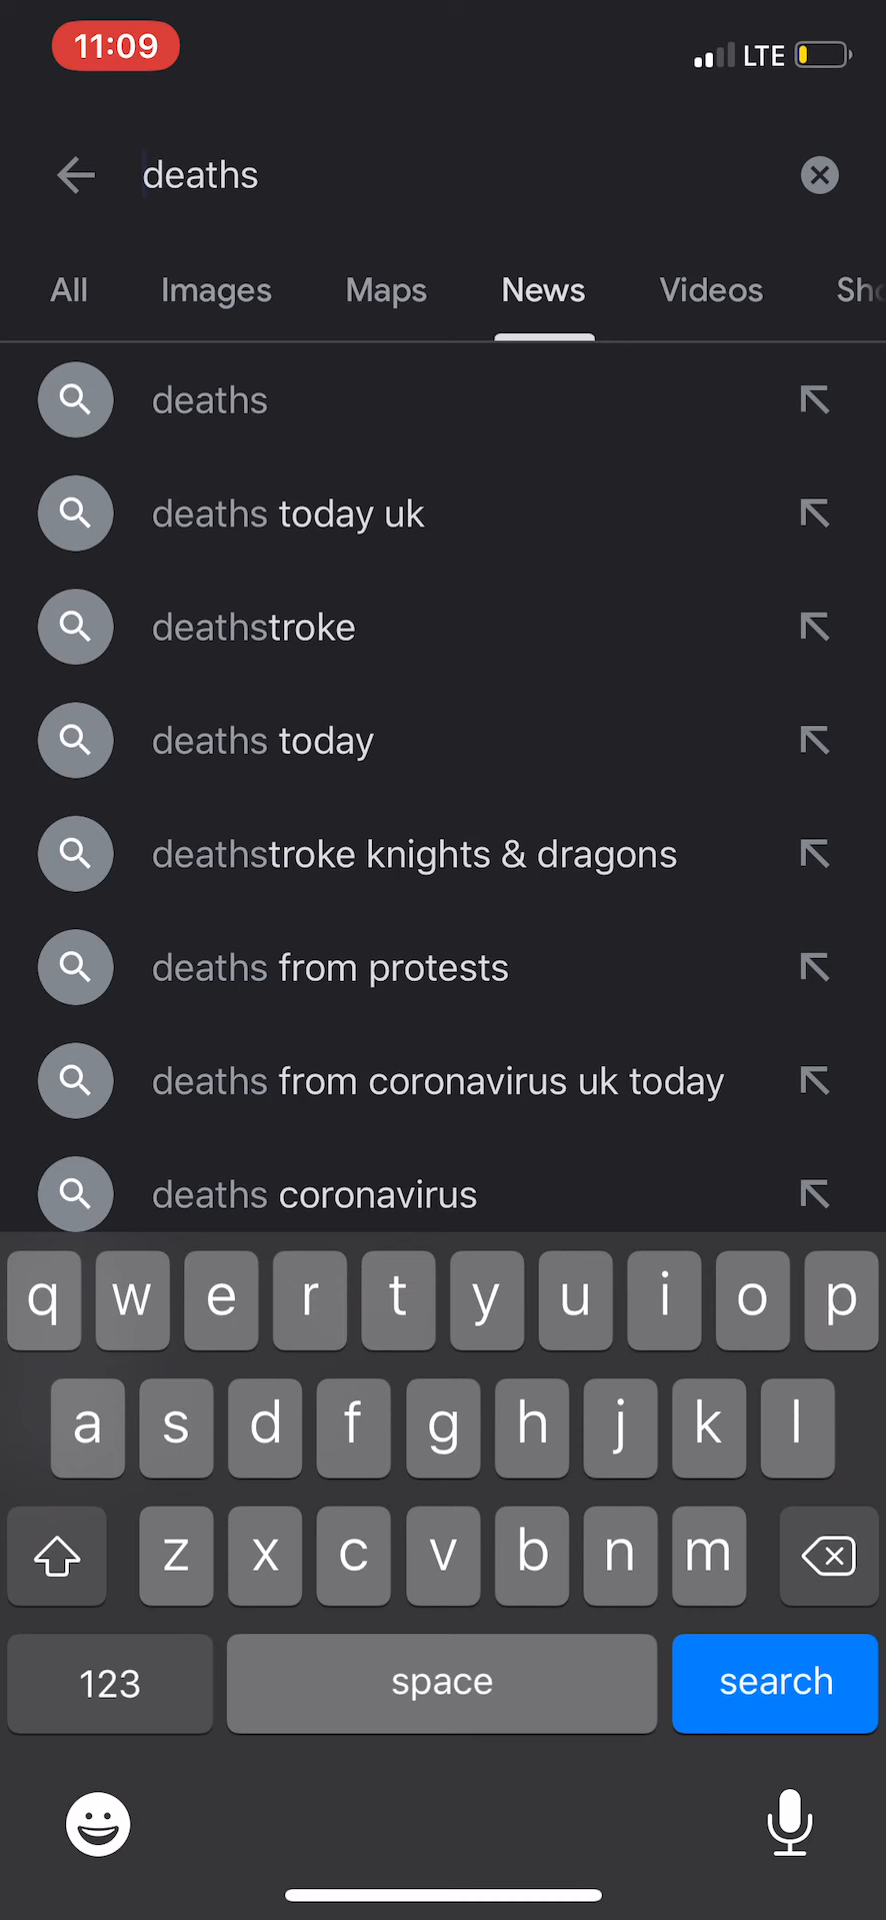 11:09
LTE
deaths
All Images Maps News Videos Sho
deaths
deaths today uk
deathstroke
deaths today
deathstroke knights & dragons
deaths from protests
deaths from coronavirus uk today
deaths coronavirus
q w e r t y u i o p
a s d f g h j k l
z x c v b n m
123 space search